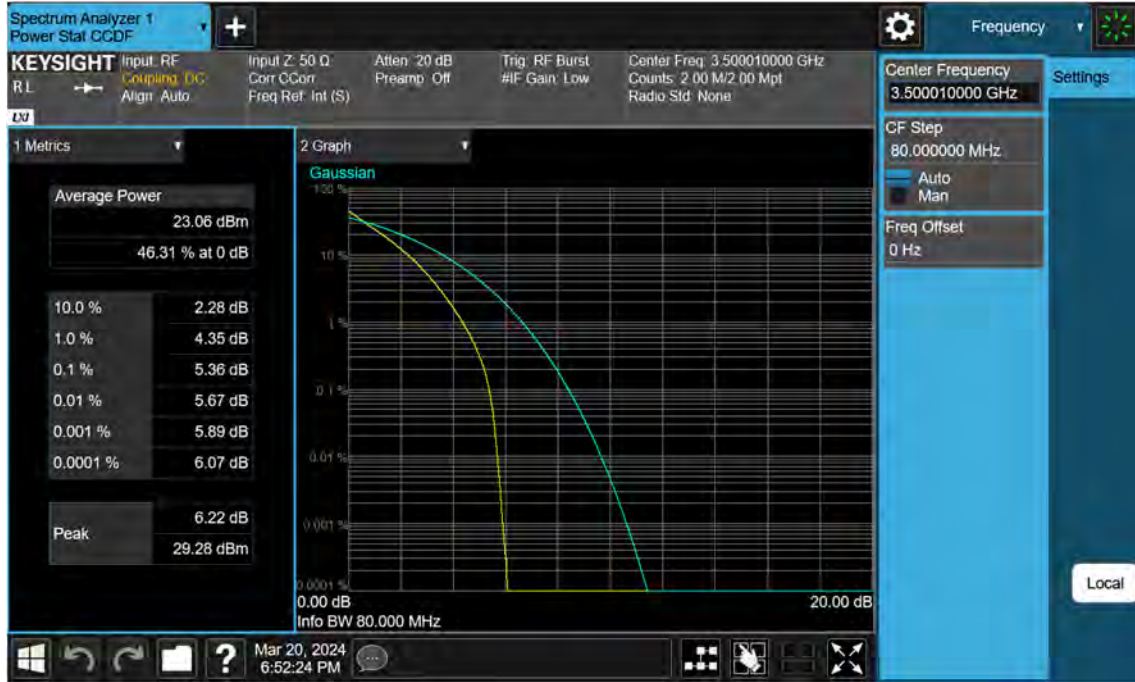 Spectrum Analyzer 1
Power Stat CCDF
+
Frequency
KEYSIGHT
RL
LXI
Input: RF
Coupling: DC
Align: Auto
Input Z: 50 Ω
Corr CCorr
Freq Ref: Int (S)
Atten: 20 dB
Preamp: Off
Trig: RF Burst
#IF Gain: Low
Center Freq: 3.500010000 GHz
Counts: 2.00 M/2.00 Mpt
Radio Std: None
Center Frequency
3.500010000 GHz
Settings
CF Step
80.000000 MHz
Auto
Man
Freq Offset
0 Hz
1 Metrics
Average Power
23.06 dBm
46.31 % at 0 dB
10.0 % 2.28 dB
1.0 % 4.35 dB
0.1 % 5.36 dB
0.01 % 5.67 dB
0.001 % 5.89 dB
0.0001 % 6.07 dB
Peak
6.22 dB
29.28 dBm
2 Graph
Gaussian
100 %
10 %
1 %
0.1 %
0.01 %
0.001 %
0.0001 %
0.00 dB 20.00 dB
Info BW 80.000 MHz
Local
?
Mar 20, 2024
6:52:24 PM